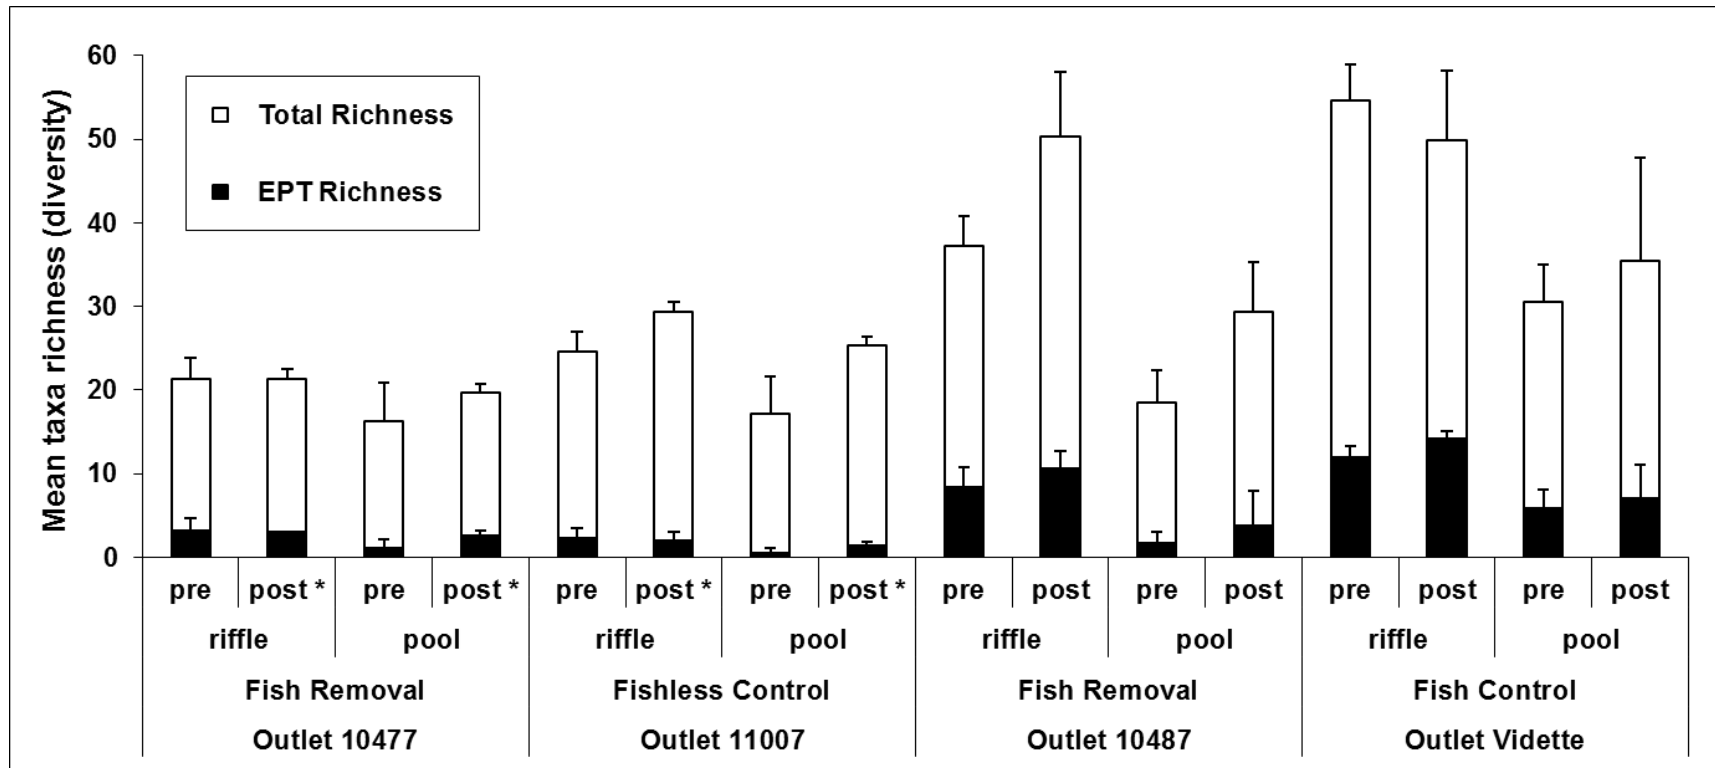 Mean taxa richness (diversity)
60
50
40
30
20
10
0
Total Richness
EPT Richness
pre post * pre post * pre post * pre post * pre post pre post pre post pre post
riffle pool riffle pool riffle pool riffle pool
Fish Removal Fishless Control Fish Removal Fish Control
Outlet 10477 Outlet 11007 Outlet 10487 Outlet Vidette